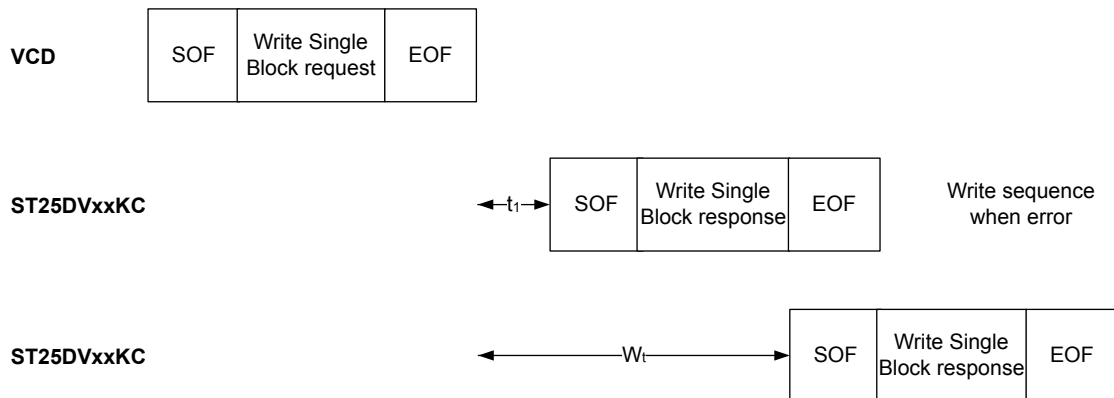 VCD
SOF
Write Single
Block request
EOF
ST25DVxxKC
t1
SOF
Write Single
Block response
EOF
Write sequence
when error
ST25DVxxKC
Wt
SOF
Write Single
Block response
EOF